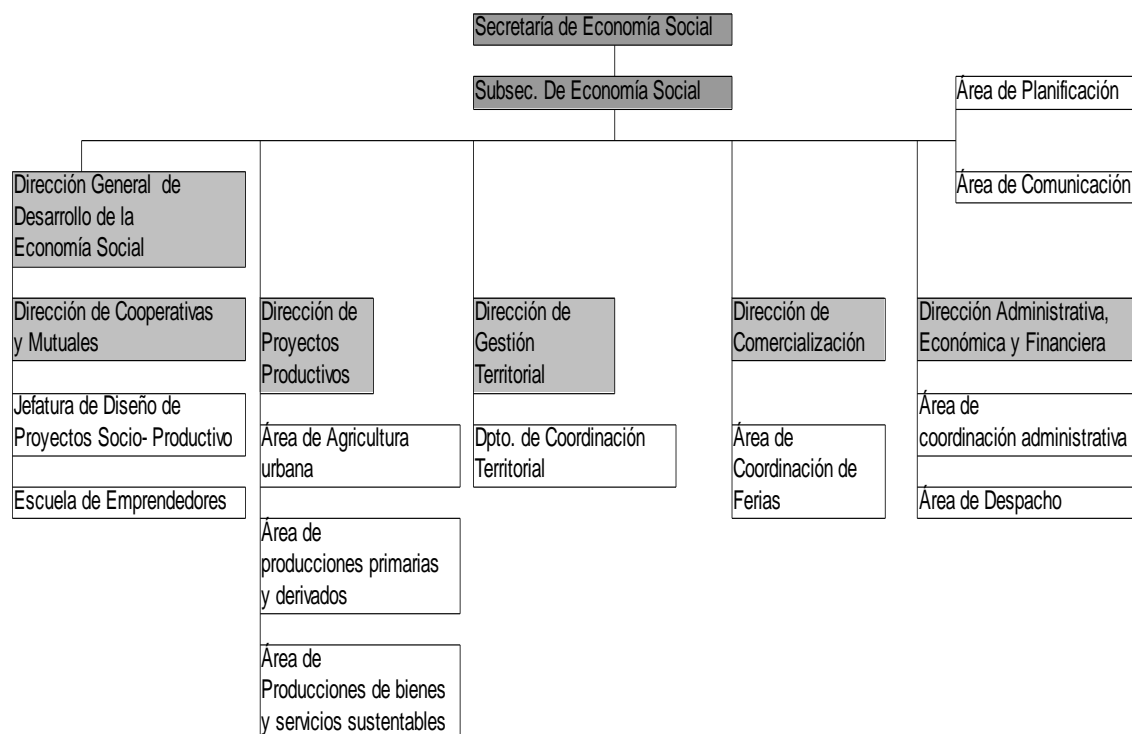 Secretaría de Economía Social
Subsec. De Economía Social
Área de Planificación
Área de Comunicación
Dirección General de
Desarrollo de la
Economía Social
Dirección de Cooperativas
y Mutuales
Jefatura de Diseño de
Proyectos Socio- Productivo
Escuela de Emprendedores
Dirección de
Proyectos
Productivos
Área de Agricultura
urbana
Área de
producciones primarias
y derivados
Área de
Producciones de bienes
y servicios sustentables
Dirección de
Gestión
Territorial
Dpto. de Coordinación
Territorial
Dirección de
Comercialización
Área de
Coordinación de
Ferias
Dirección Administrativa,
Económica y Financiera
Área de
coordinación administrativa
Área de Despacho